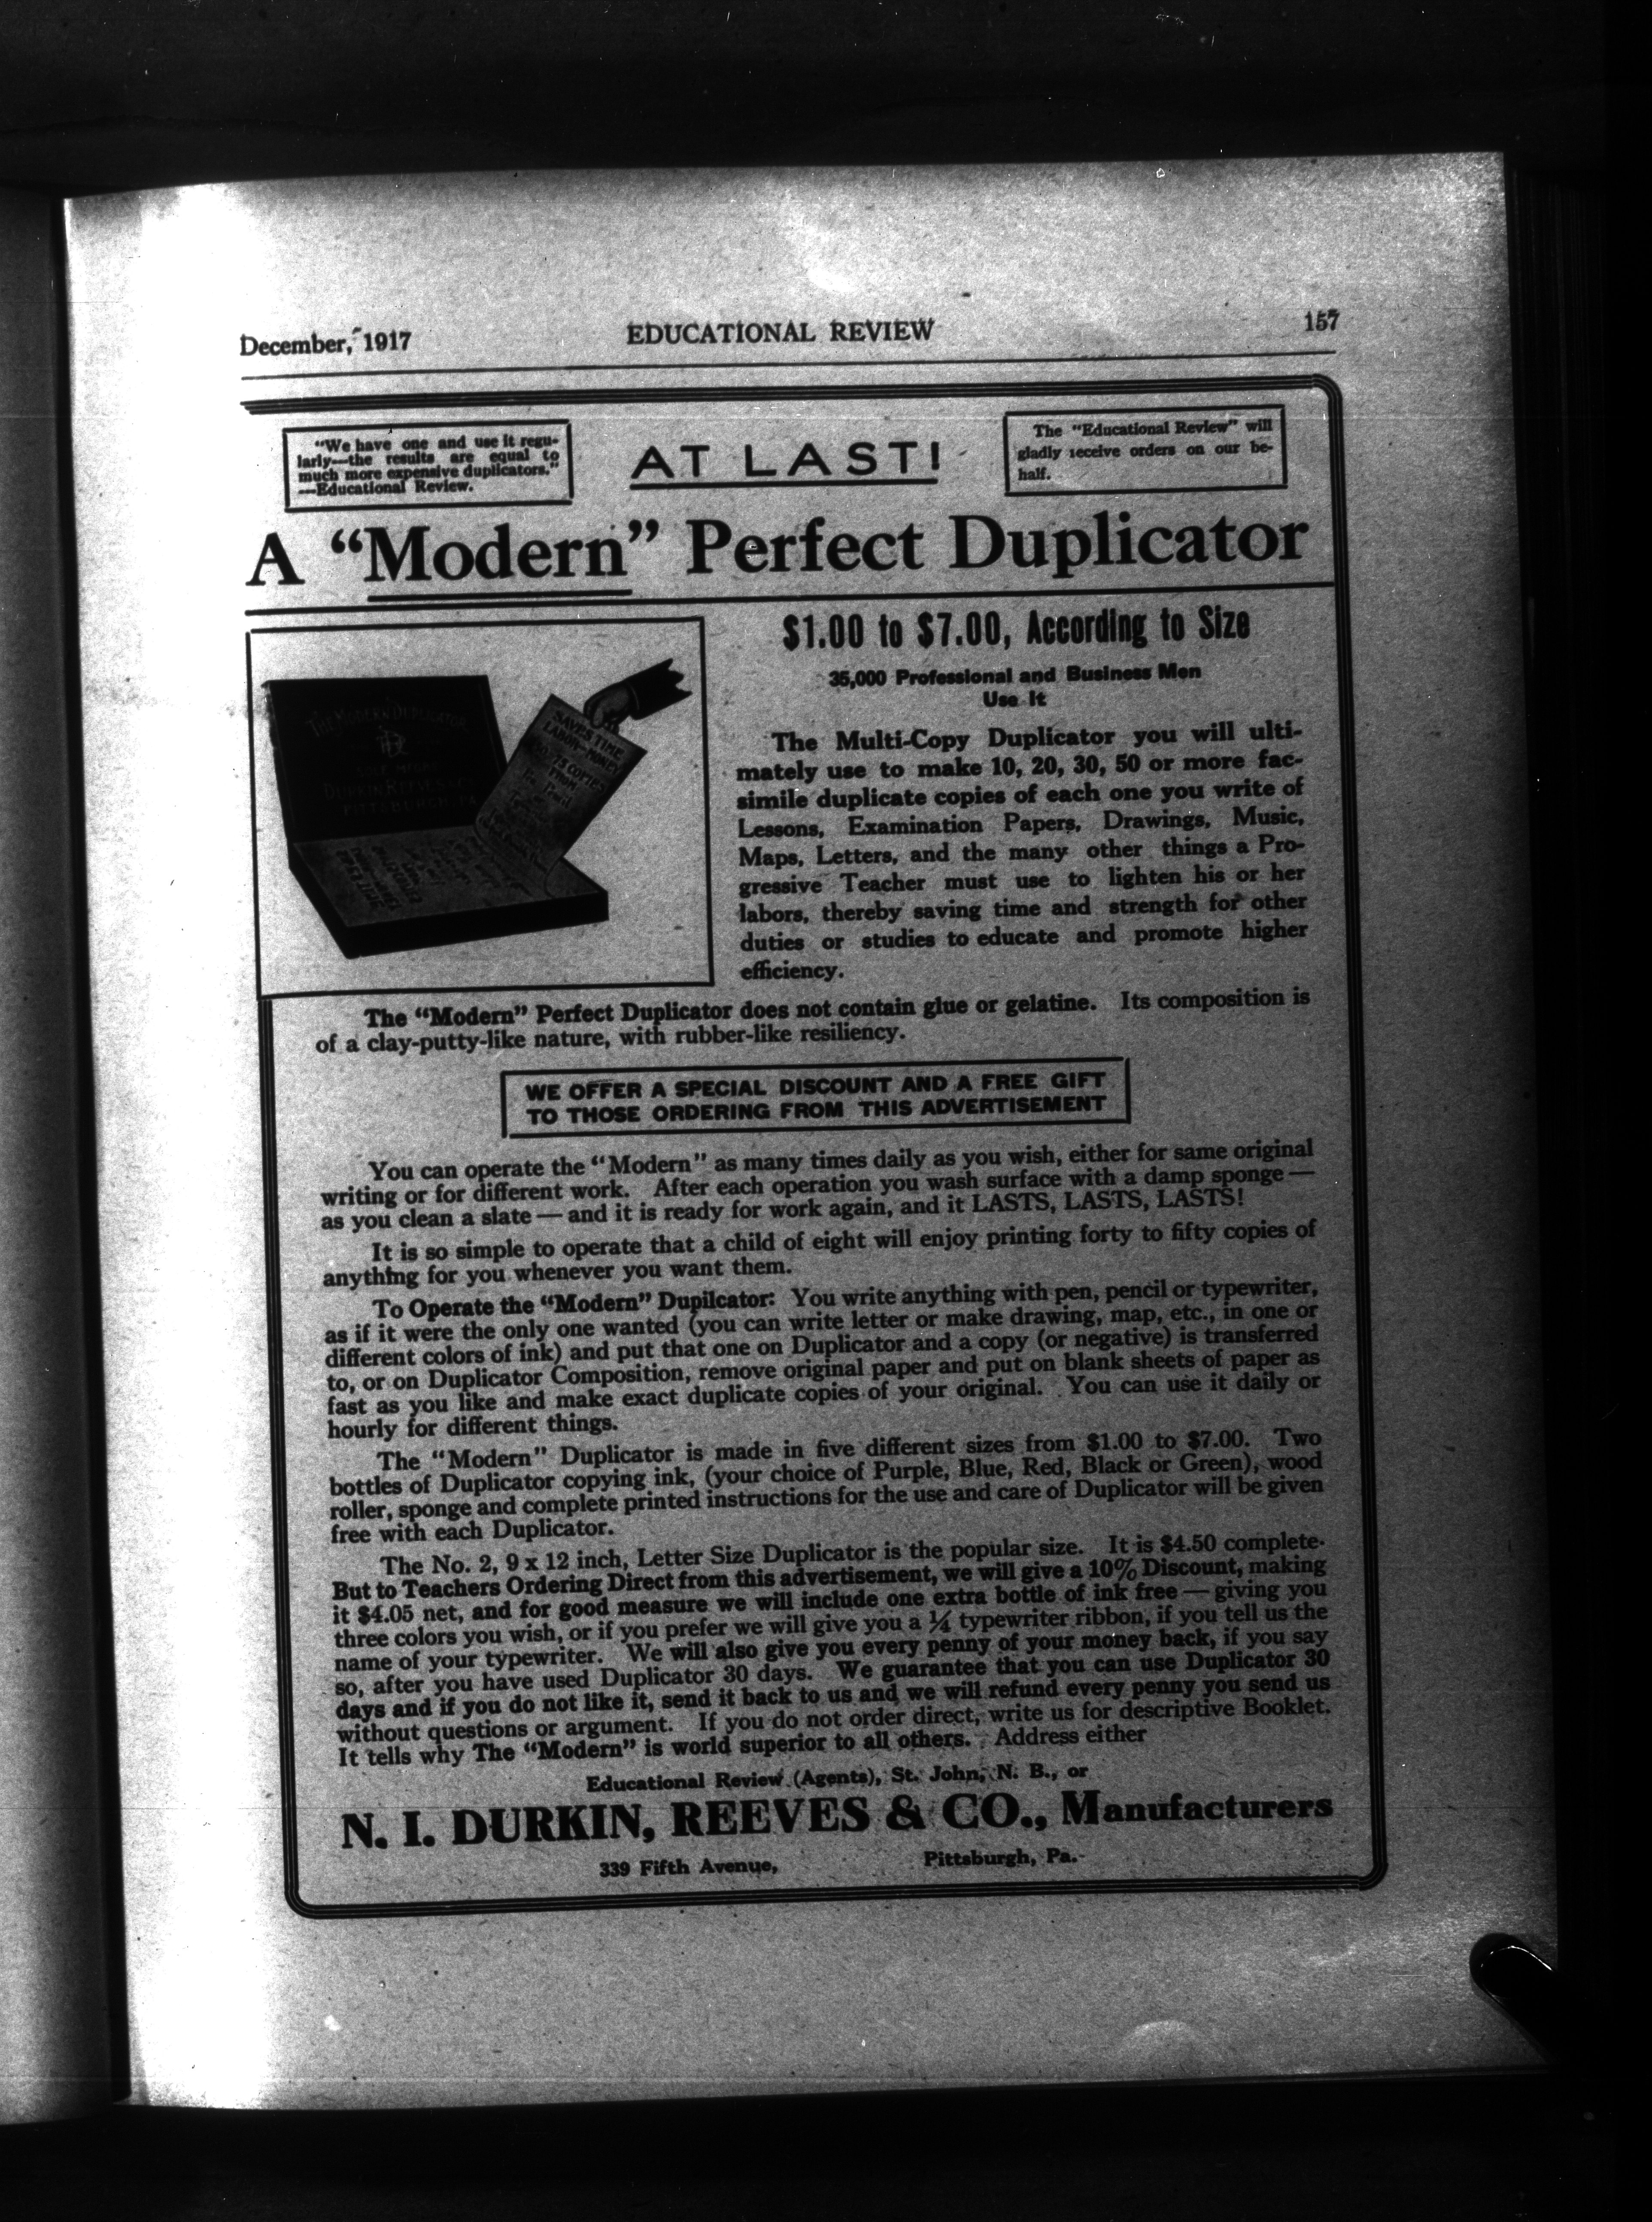 December, 1917
EDUCATIONAL REVIEW
157
"We have one and use it regu-
larly—the results are equal to
much more expensive duplicators."
—Educational Review.
AT LAST!
The "Educational Review" will
gladly receive orders on our be-
half.
A "Modern" Perfect Duplicator
THE MODERN DUPLICATOR
DURKIN REEVES & CO.
PITTSBURGH, PA.
SAVES TIME
LABOR—MONEY
75 COPIES
FROM
Pencil
$1.00 to $7.00, According to Size
35,000 Professional and Business Men
Use It
The Multi-Copy Duplicator you will ulti-
mately use to make 10, 20, 30, 50 or more fac-
simile duplicate copies of each one you write of
Lessons, Examination Papers, Drawings, Music,
Maps, Letters, and the many other things a Pro-
gressive Teacher must use to lighten his or her
labors, thereby saving time and strength for other
duties or studies to educate and promote higher
efficiency.
The "Modern" Perfect Duplicator does not contain glue or gelatine. Its composition is
of a clay-putty-like nature, with rubber-like resiliency.
WE OFFER A SPECIAL DISCOUNT AND A FREE GIFT
TO THOSE ORDERING FROM THIS ADVERTISEMENT
You can operate the "Modern" as many times daily as you wish, either for same original
writing or for different work. After each operation you wash surface with a damp sponge —
as you clean a slate — and it is ready for work again, and it LASTS, LASTS, LASTS!
It is so simple to operate that a child of eight will enjoy printing forty to fifty copies of
anything for you whenever you want them.
To Operate the "Modern" Dupilcator: You write anything with pen, pencil or typewriter,
as if it were the only one wanted (you can write letter or make drawing, map, etc., in one or
different colors of ink) and put that one on Duplicator and a copy (or negative) is transferred
to, or on Duplicator Composition, remove original paper and put on blank sheets of paper as
fast as you like and make exact duplicate copies of your original. You can use it daily or
hourly for different things.
The "Modern" Duplicator is made in five different sizes from $1.00 to $7.00. Two
bottles of Duplicator copying ink, (your choice of Purple, Blue, Red, Black or Green), wood
roller, sponge and complete printed instructions for the use and care of Duplicator will be given
free with each Duplicator.
The No. 2, 9 x 12 inch, Letter Size Duplicator is the popular size. It is $4.50 complete.
But to Teachers Ordering Direct from this advertisement, we will give a 10% Discount, making
it $4.05 net, and for good measure we will include one extra bottle of ink free — giving you
three colors you wish, or if you prefer we will give you a ¼ typewriter ribbon, if you tell us the
name of your typewriter. We will also give you every penny of your money back, if you say
so, after you have used Duplicator 30 days. We guarantee that you can use Duplicator 30
days and if you do not like it, send it back to us and we will refund every penny you send us
without questions or argument. If you do not order direct, write us for descriptive Booklet.
It tells why The "Modern" is world superior to all others. Address either
Educational Review (Agents), St. John, N. B., or
N. I. DURKIN, REEVES & CO., Manufacturers
339 Fifth Avenue, Pittsburgh, Pa.